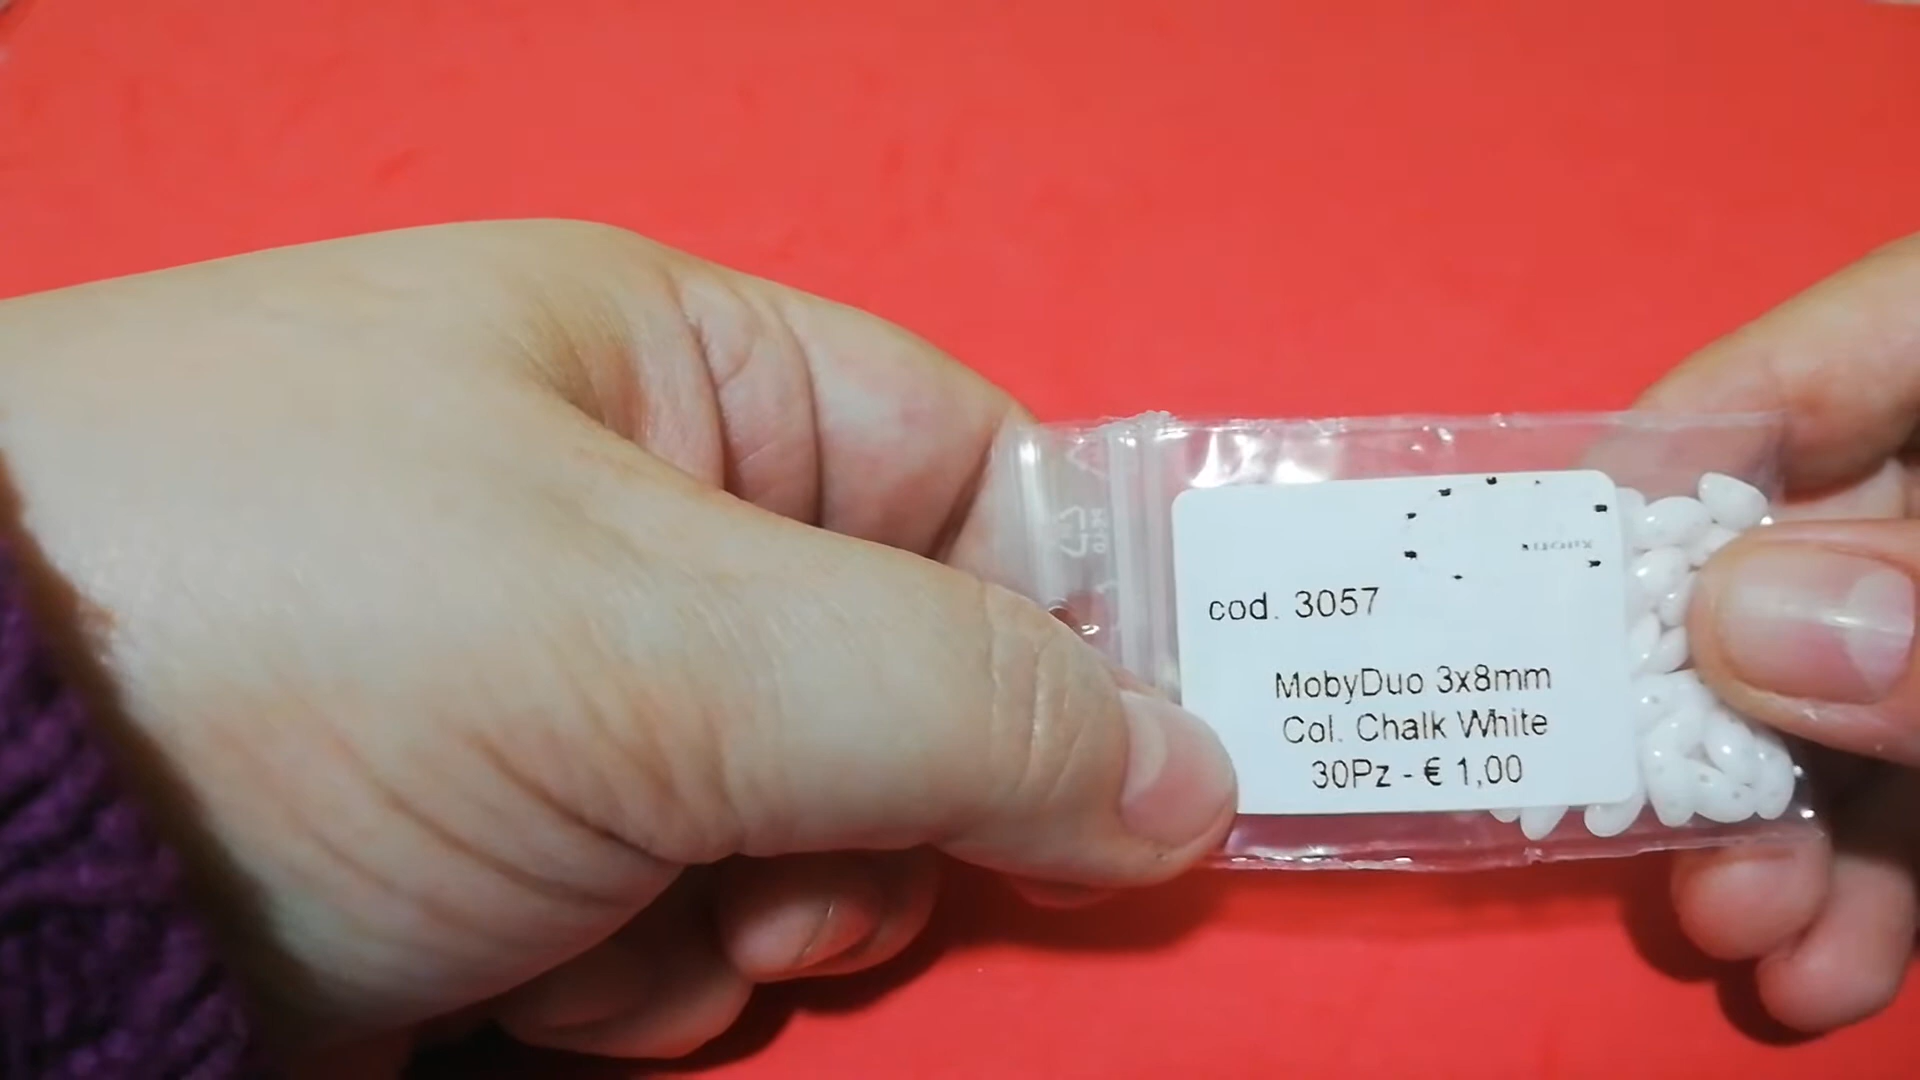 cod. 3057
MobyDuo 3x8mm
Col. Chalk White
30Pz - € 1,00